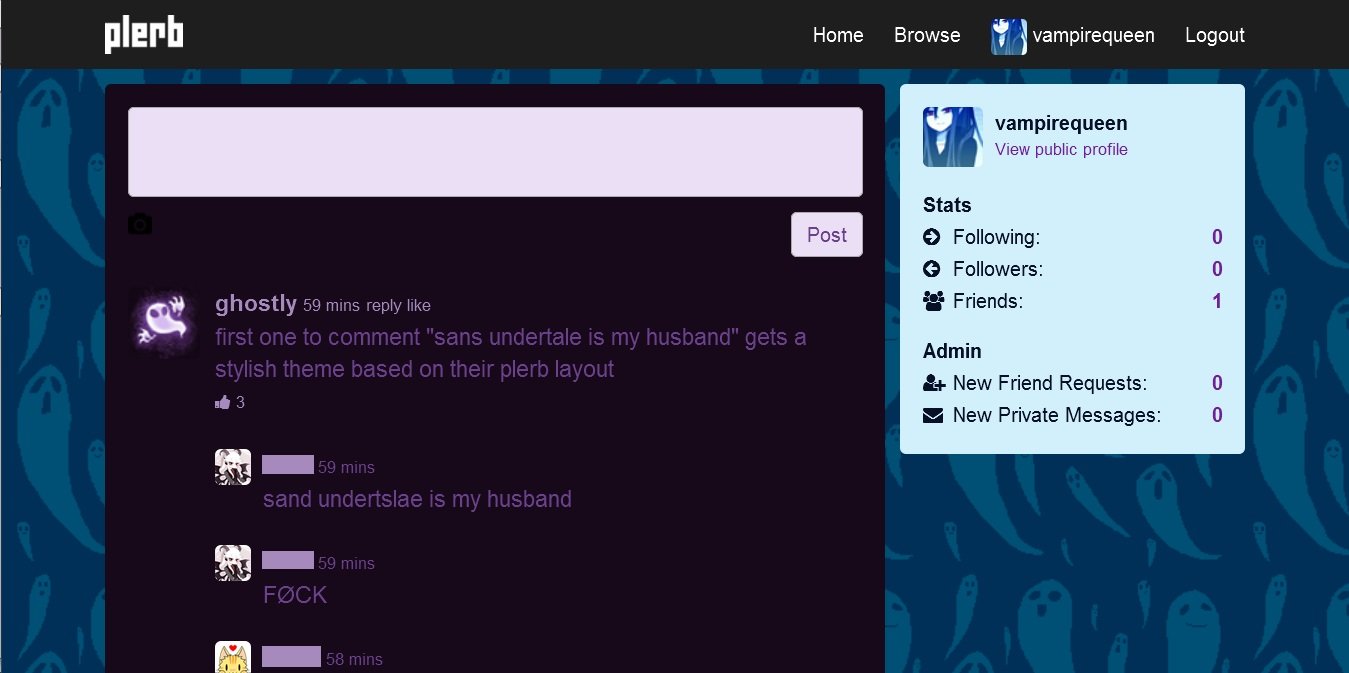 plerb
Home Browse vampirequeen Logout
vampirequeen
View public profile
Post
Stats
Following: 0
Followers: 0
Friends: 1
Admin
New Friend Requests: 0
New Private Messages: 0
ghostly 59 mins reply like
first one to comment "sans undertale is my husband" gets a
stylish theme based on their plerb layout
3
59 mins
sand undertslae is my husband
59 mins
FØCK
58 mins